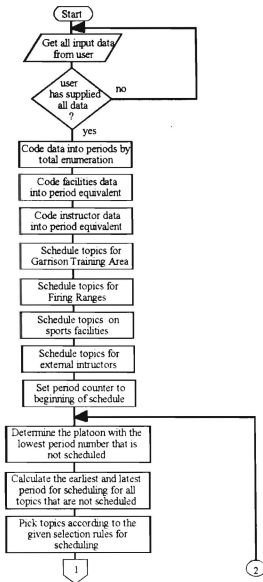 Start
Get all input data
from user
user
has supplied
all data
?
no
yes
Code data into periods by
total enumeration
Code facilities data
into period equivalent
Code instructor data
into period equivalent
Schedule topics for
Garrison Training Area
Schedule topics for
Firing Ranges
Schedule topics on
sports facilities
Schedule topics for
external intructors
Set period counter to
beginning of schedule
Determine the platoon with the
lowest period number that is
not scheduled
Calculate the earliest and latest
period for scheduling for all
topics that are not scheduled
Pick topics according to the
given selection rules for
scheduling
1
2